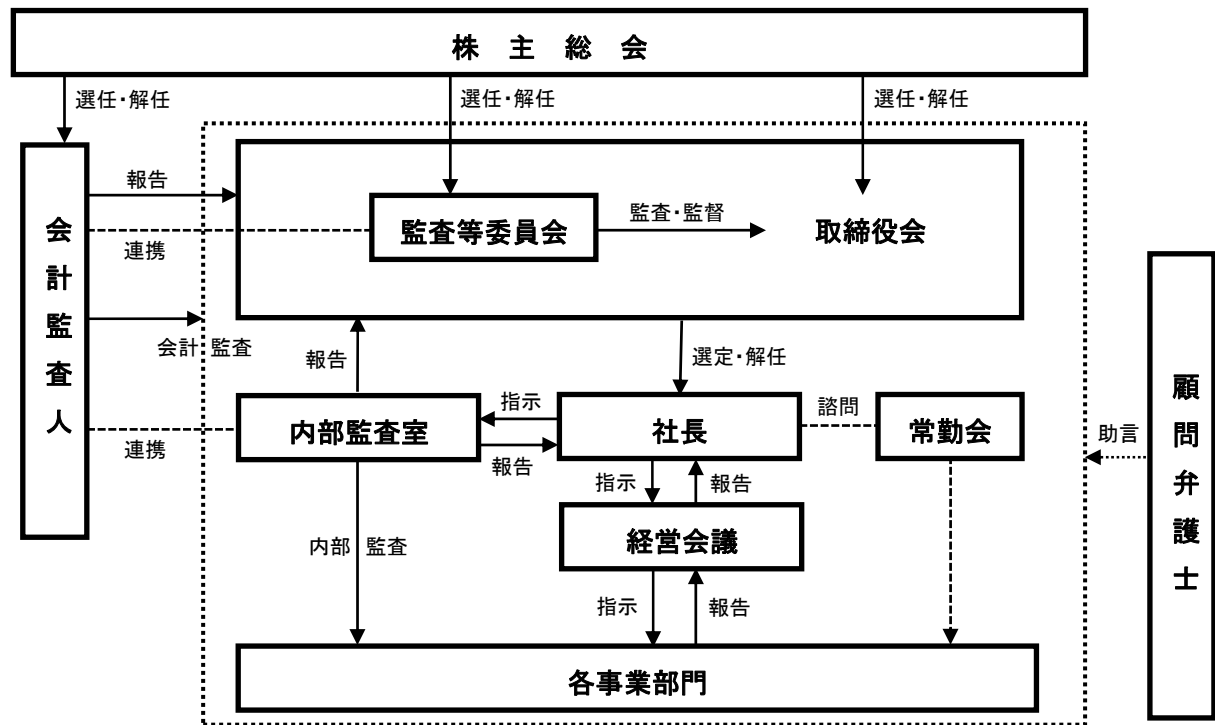 株 主 総 会
選任・解任
選任・解任
選任・解任
会計監査人
報告
連携
監査等委員会
監査・監督
取締役会
会計 監査
報告
選定・解任
顧問弁護士
助言
連携
内部監査室
指示
報告
社長
諮問
常勤会
指示
報告
経営会議
内部 監査
指示
報告
各事業部門